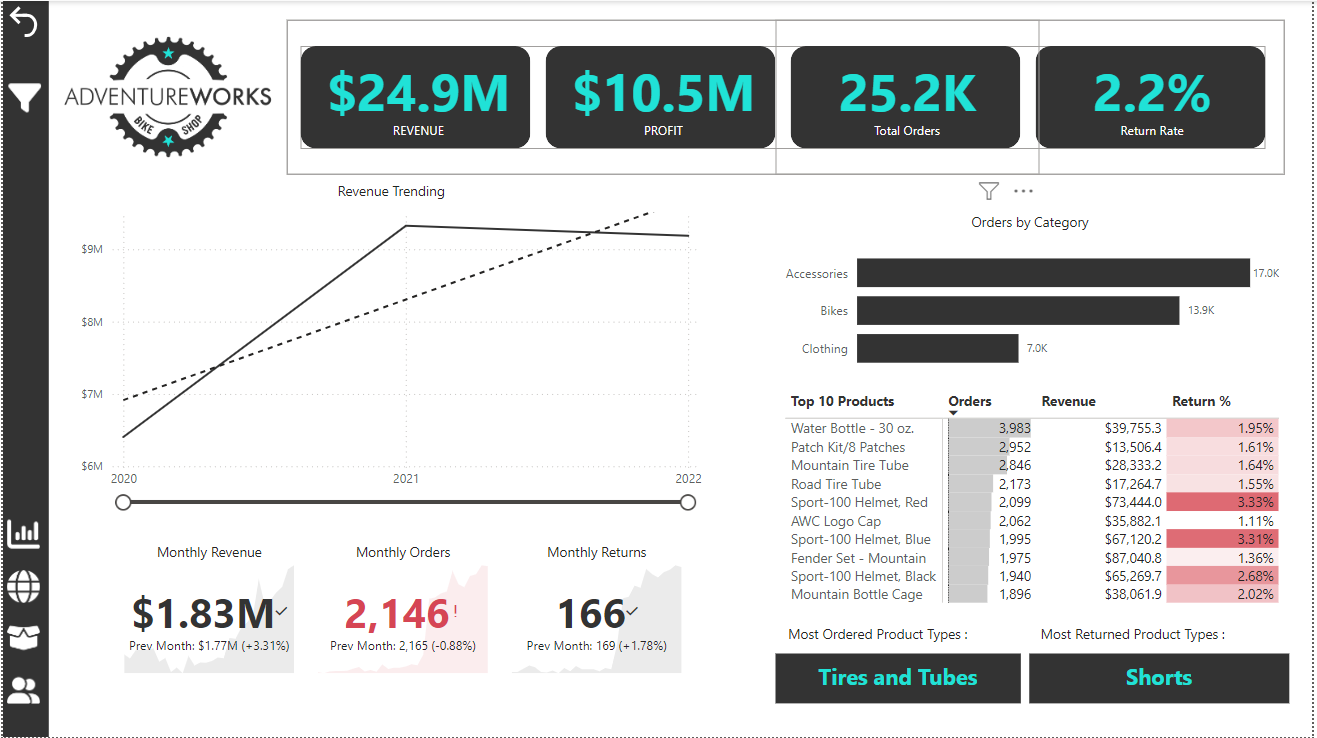 ADVENTUREWORKS
BIKE SHOP
$24.9M
REVENUE
$10.5M
PROFIT
25.2K
Total Orders
2.2%
Return Rate
Revenue Trending
$9M
$8M
$7M
$6M
2020 2021 2022
Orders by Category
Accessories 17.0K
Bikes 13.9K
Clothing 7.0K
Top 10 Products Orders Revenue Return %
Water Bottle - 30 oz. 3,983 $39,755.3 1.95%
Patch Kit/8 Patches 2,952 $13,506.4 1.61%
Mountain Tire Tube 2,846 $28,333.2 1.64%
Road Tire Tube 2,173 $17,264.7 1.55%
Sport-100 Helmet, Red 2,099 $73,444.0 3.33%
AWC Logo Cap 2,062 $35,882.1 1.11%
Sport-100 Helmet, Blue 1,995 $67,120.2 3.31%
Fender Set - Mountain 1,975 $87,040.8 1.36%
Sport-100 Helmet, Black 1,940 $65,269.7 2.68%
Mountain Bottle Cage 1,896 $38,061.9 2.02%
Monthly Revenue
$1.83M
Prev Month: $1.77M (+3.31%)
Monthly Orders
2,146!
Prev Month: 2,165 (-0.88%)
Monthly Returns
166
Prev Month: 169 (+1.78%)
Most Ordered Product Types :
Tires and Tubes
Most Returned Product Types :
Shorts